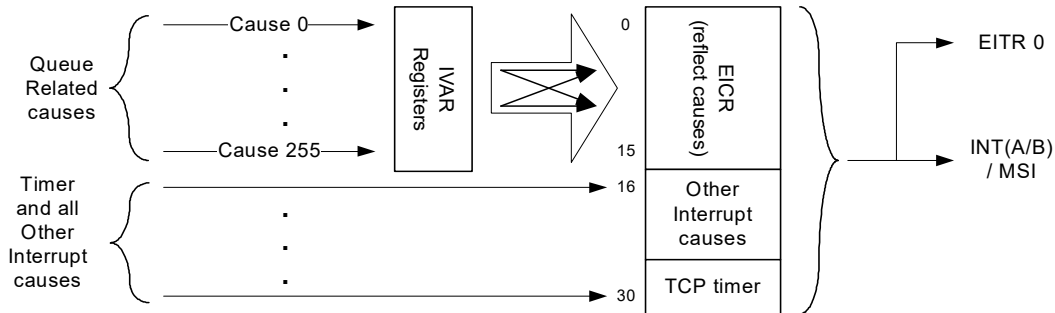 Queue
Related
causes
Cause 0
Cause 255
IVAR
Registers
0
15
16
30
EICR
(reflect causes)
Other
Interrupt
causes
TCP timer
EITR 0
INT(A/B)
/ MSI
Timer
and all
Other
Interrupt
causes